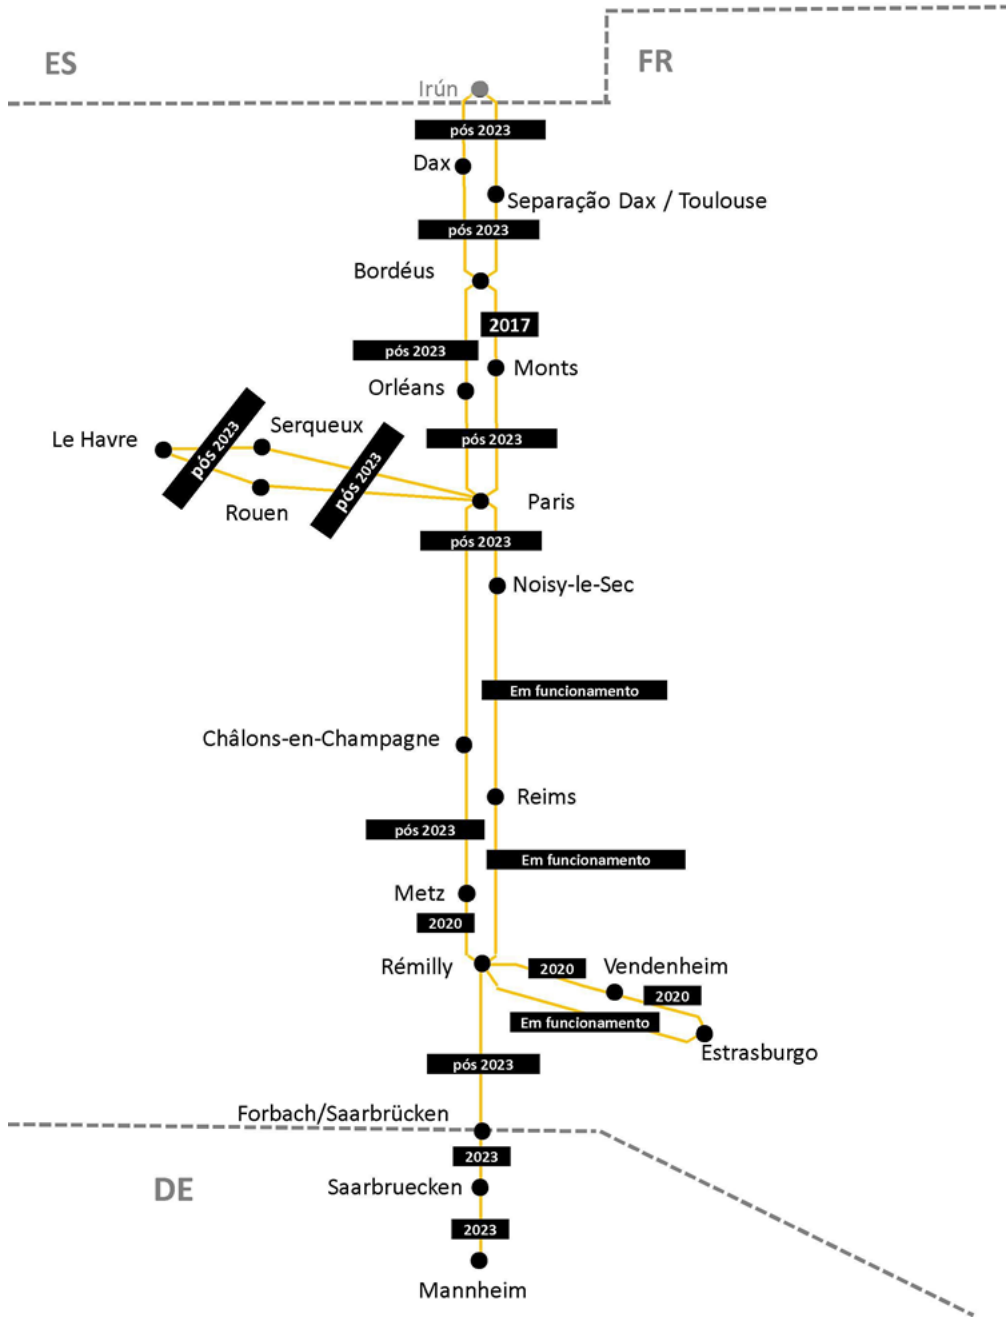 ES
FR
Irún
pós 2023
Dax
Separação Dax / Toulouse
pós 2023
Bordéus
2017
pós 2023
Monts
Orléans
Serqueux
Le Havre
pós 2023
pós 2023
pós 2023
Rouen
Paris
pós 2023
Noisy-le-Sec
Em funcionamento
Châlons-en-Champagne
Reims
pós 2023
Em funcionamento
Metz
2020
Rémilly
2020
Vendenheim
2020
Em funcionamento
Estrasburgo
pós 2023
Forbach/Saarbrücken
2023
DE
Saarbruecken
2023
Mannheim